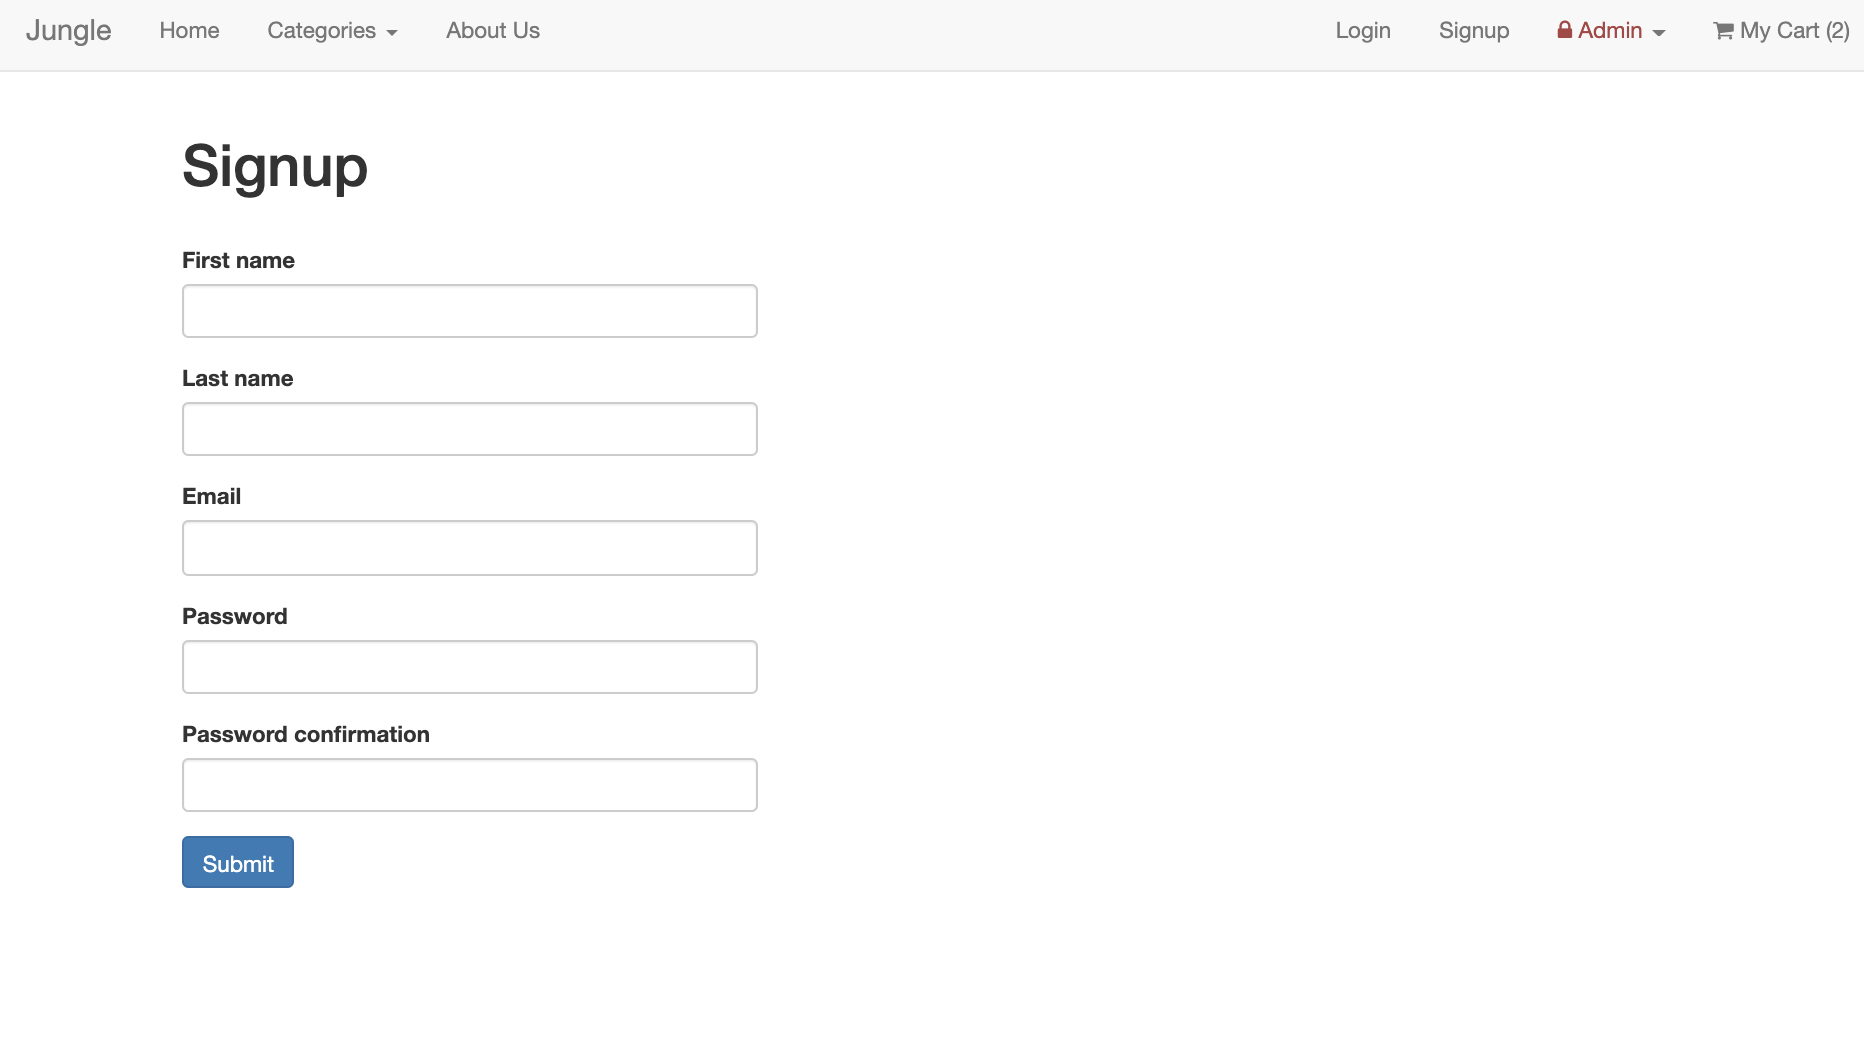 Jungle Home Categories About Us Login Signup Admin My Cart (2)
Signup
First name
Last name
Email
Password
Password confirmation
Submit